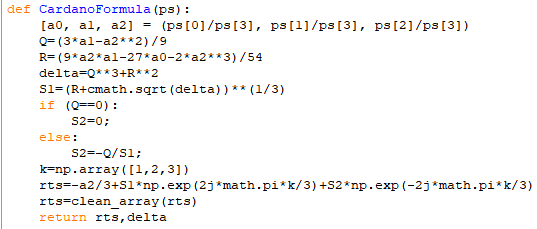 def CardanoFormula(ps):
    [a0, a1, a2] = (ps[0]/ps[3], ps[1]/ps[3], ps[2]/ps[3])
    Q=(3*a1-a2**2)/9
    R=(9*a2*a1-27*a0-2*a2**3)/54
    delta=Q**3+R**2
    S1=(R+cmath.sqrt(delta))**(1/3)
    if (Q==0):
        S2=0;
    else:
        S2=-Q/S1;
    k=np.array([1,2,3])
    rts=-a2/3+S1*np.exp(2j*math.pi*k/3)+S2*np.exp(-2j*math.pi*k/3)
    rts=clean_array(rts)
    return rts,delta